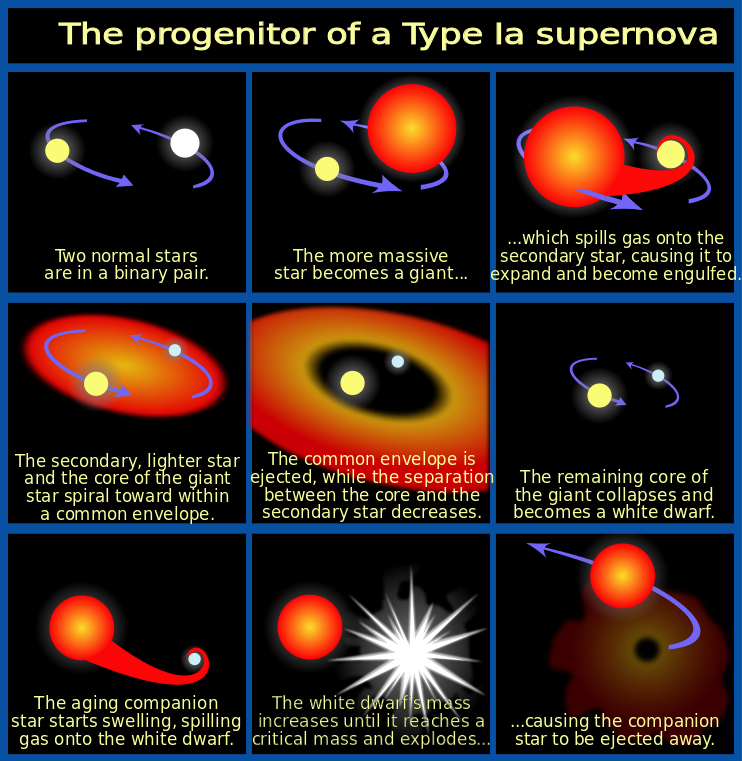 The progenitor of a Type Ia supernova
Two normal stars
are in a binary pair.
The more massive
star becomes a giant...
...which spills gas onto the
secondary star, causing it to
expand and become engulfed.
The secondary, lighter star
and the core of the giant
star spiral toward within
a common envelope.
The common envelope is
ejected, while the separation
between the core and the
secondary star decreases.
The remaining core of
the giant collapses and
becomes a white dwarf.
The aging companion
star starts swelling, spilling
gas onto the white dwarf.
The white dwarf's mass
increases until it reaches a
critical mass and explodes...
...causing the companion
star to be ejected away.